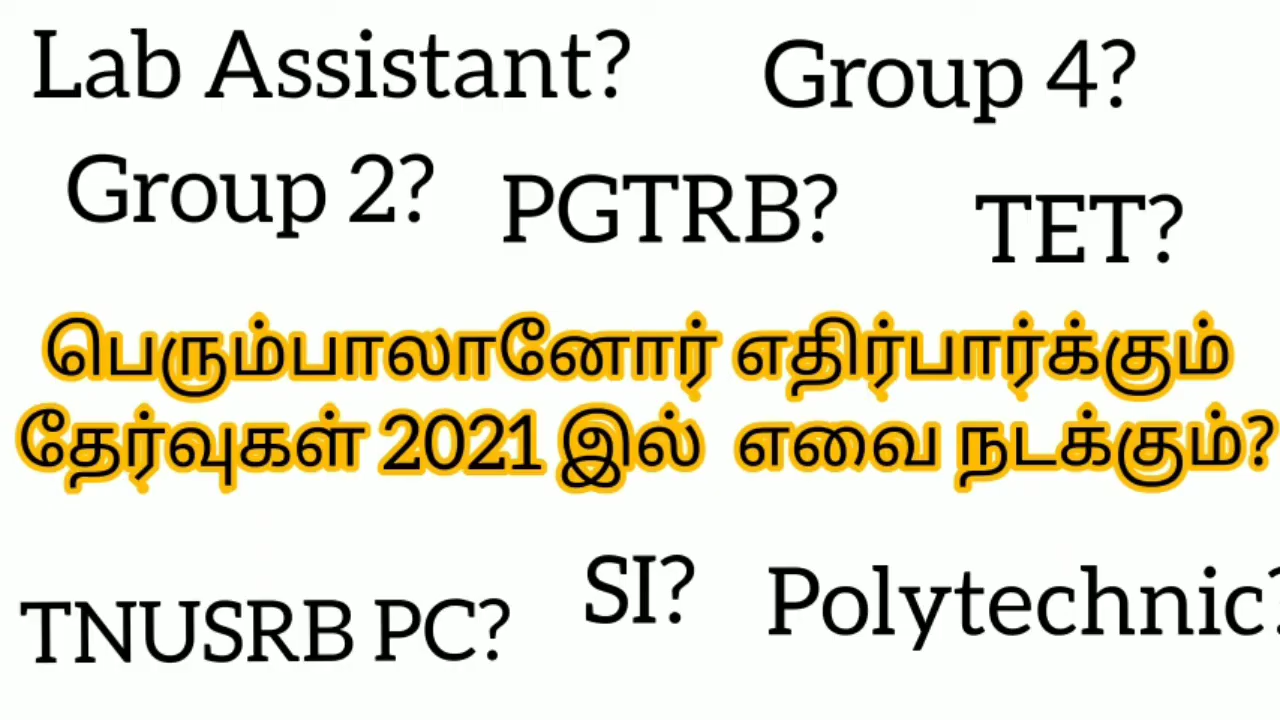 Lab Assistant?
Group 4?
Group 2?
PGTRB?
TET?
பெரும்பாலானோர் எதிர்பார்க்கும்
தேர்வுகள் 2021 இல் எவை நடக்கும்?
SI?
Polytechnic?
TNUSRB PC?